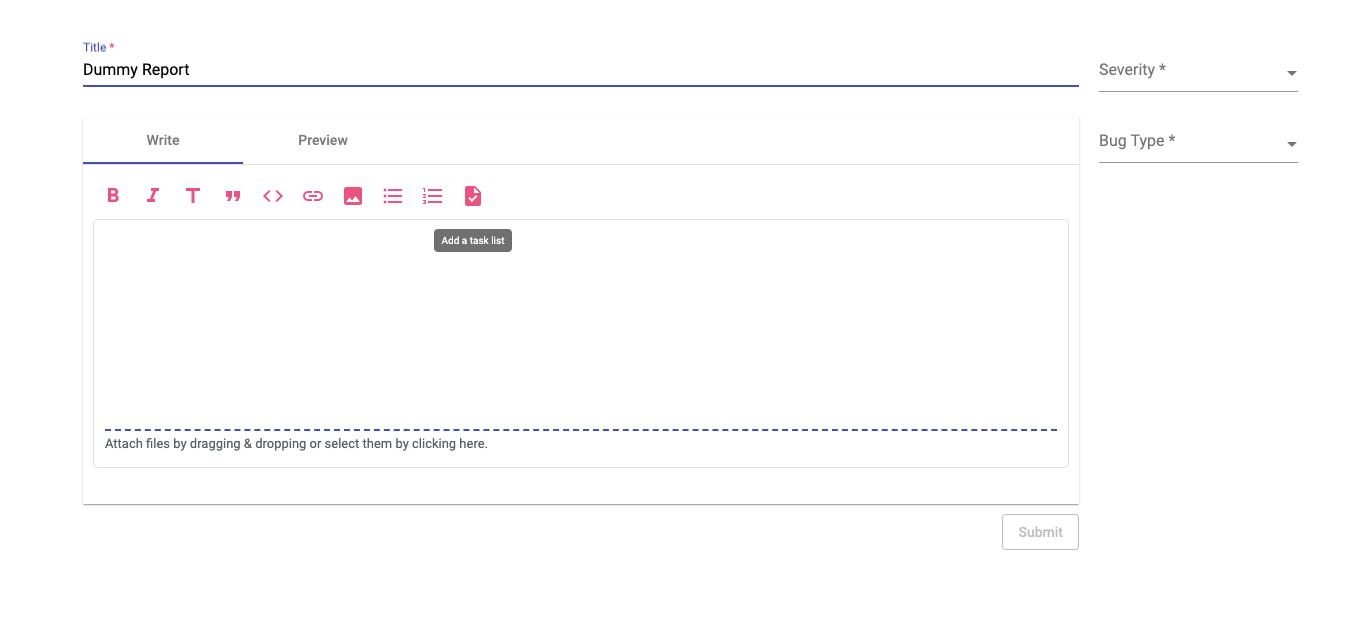 Title *
Dummy Report
Severity *
Write
Preview
Bug Type *
Add a task list
Attach files by dragging & dropping or select them by clicking here.
Submit